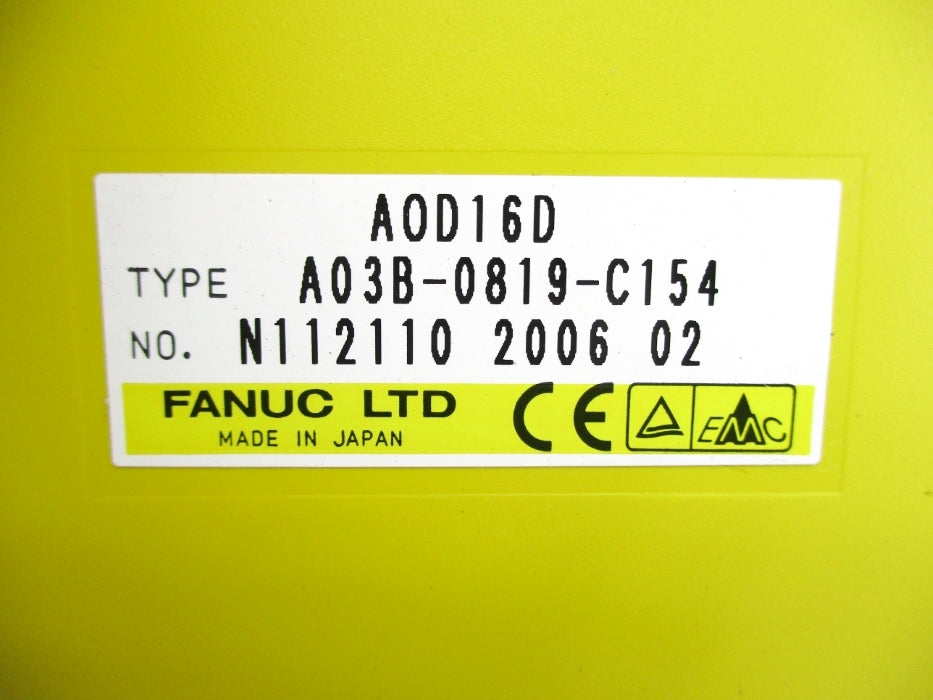 AOD16D
TYPE A03B-0819-C154
NO. N112110 2006 02
FANUC LTD
MADE IN JAPAN
CE
EMC